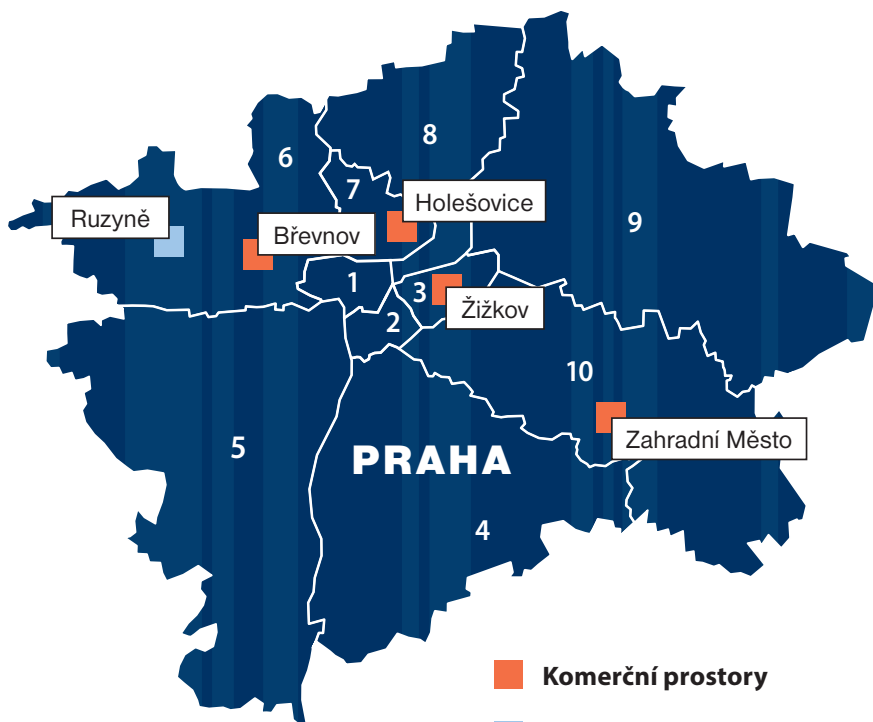 8
6
7
Holešovice
Ruzyně
9
Břevnov
1
3
Žižkov
2
10
Zahradní Město
5
PRAHA
4
Komerční prostory